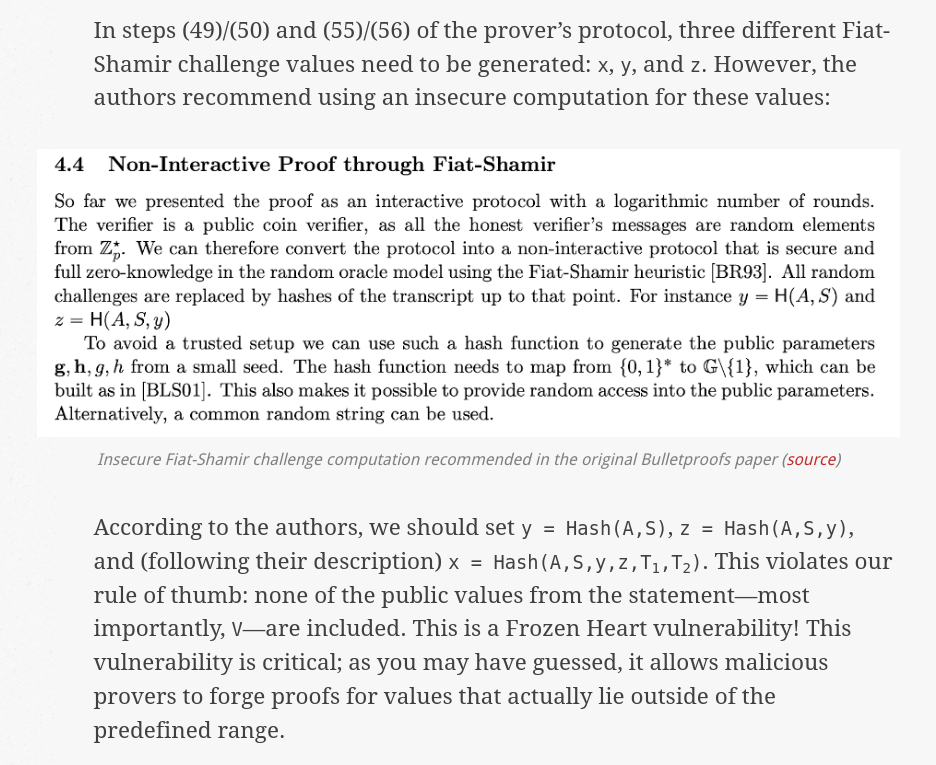 In steps (49)/(50) and (55)/(56) of the prover’s protocol, three different Fiat-
Shamir challenge values need to be generated: x, y, and z. However, the
authors recommend using an insecure computation for these values:
4.4 Non-Interactive Proof through Fiat-Shamir
So far we presented the proof as an interactive protocol with a logarithmic number of rounds.
The verifier is a public coin verifier, as all the honest verifier’s messages are random elements
from ℤ*ₚ. We can therefore convert the protocol into a non-interactive protocol that is secure and
full zero-knowledge in the random oracle model using the Fiat-Shamir heuristic [BR93]. All random
challenges are replaced by hashes of the transcript up to that point. For instance y = H(A, S) and
z = H(A, S, y)
To avoid a trusted setup we can use such a hash function to generate the public parameters
g, h, g, h from a small seed. The hash function needs to map from {0, 1}* to 𝔾\{1}, which can be
built as in [BLS01]. This also makes it possible to provide random access into the public parameters.
Alternatively, a common random string can be used.
Insecure Fiat-Shamir challenge computation recommended in the original Bulletproofs paper (source)
According to the authors, we should set y = Hash(A,S), z = Hash(A,S,y),
and (following their description) x = Hash(A,S,y,z,T₁,T₂). This violates our
rule of thumb: none of the public values from the statement—most
importantly, V—are included. This is a Frozen Heart vulnerability! This
vulnerability is critical; as you may have guessed, it allows malicious
provers to forge proofs for values that actually lie outside of the
predefined range.